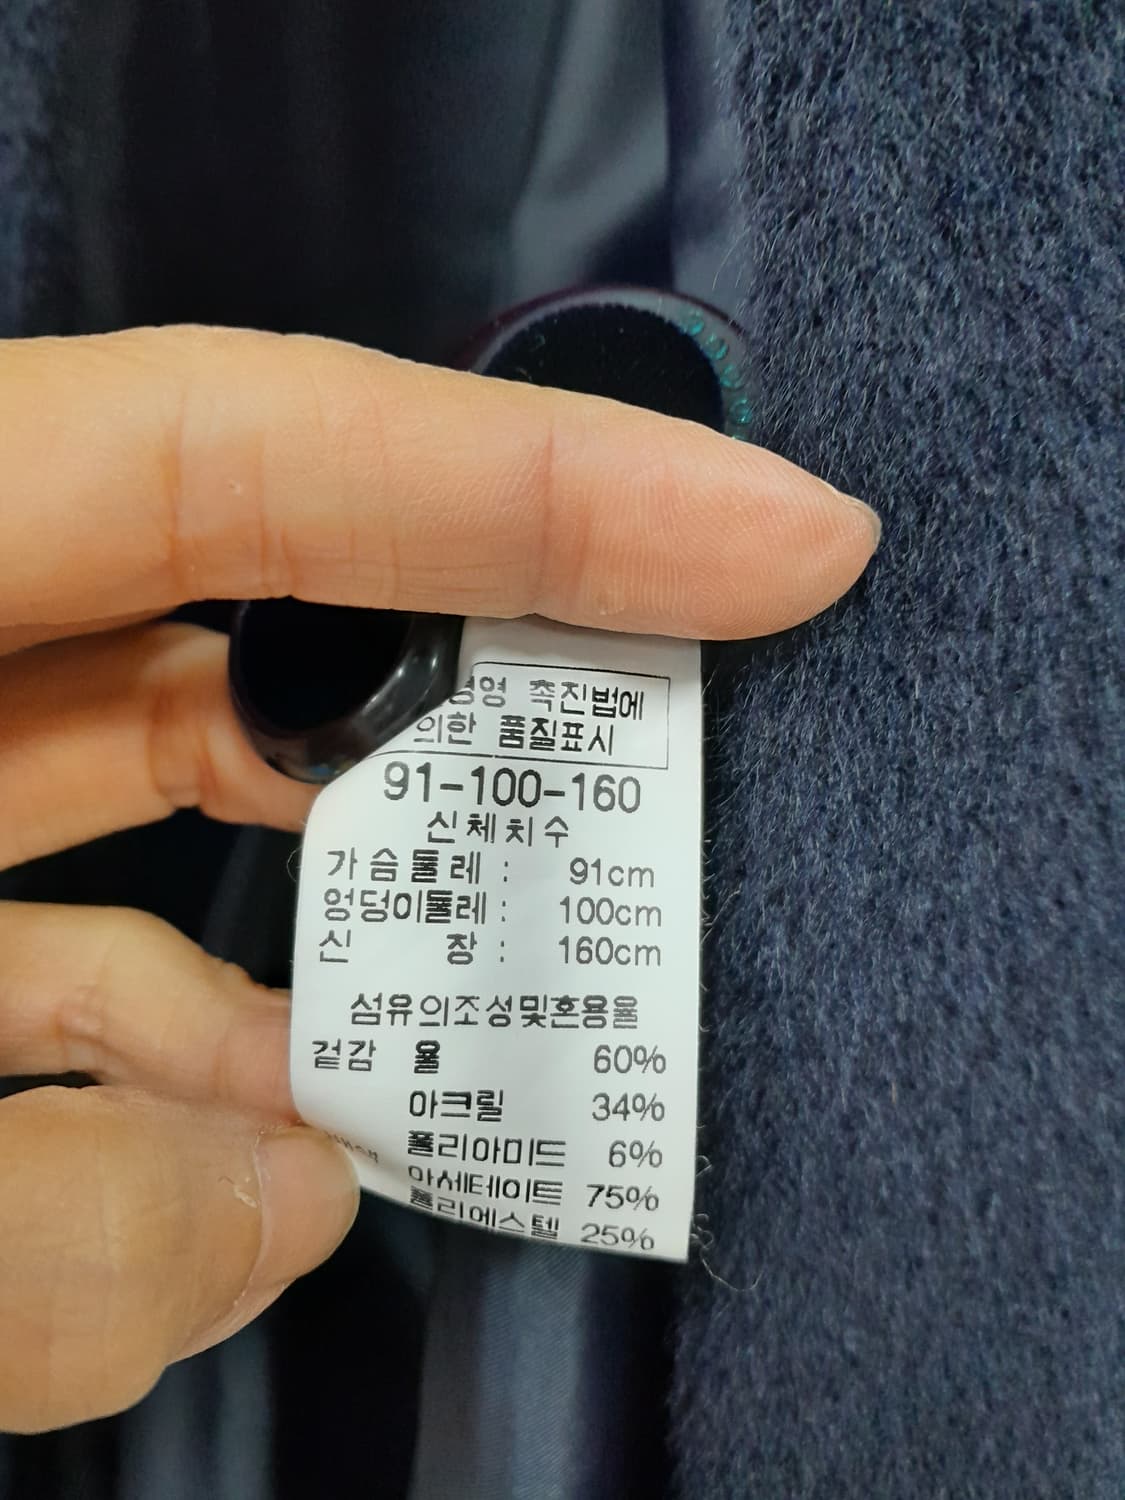 경영 촉진법에
의한 품질표시
91-100-160
신체치수
가슴둘레 : 91cm
엉덩이둘레 : 100cm
신 장 : 160cm
섬유의조성및혼용율
겉감 울 60%
아크릴 34%
폴리아미드 6%
아세테이트 75%
폴리에스텔 25%